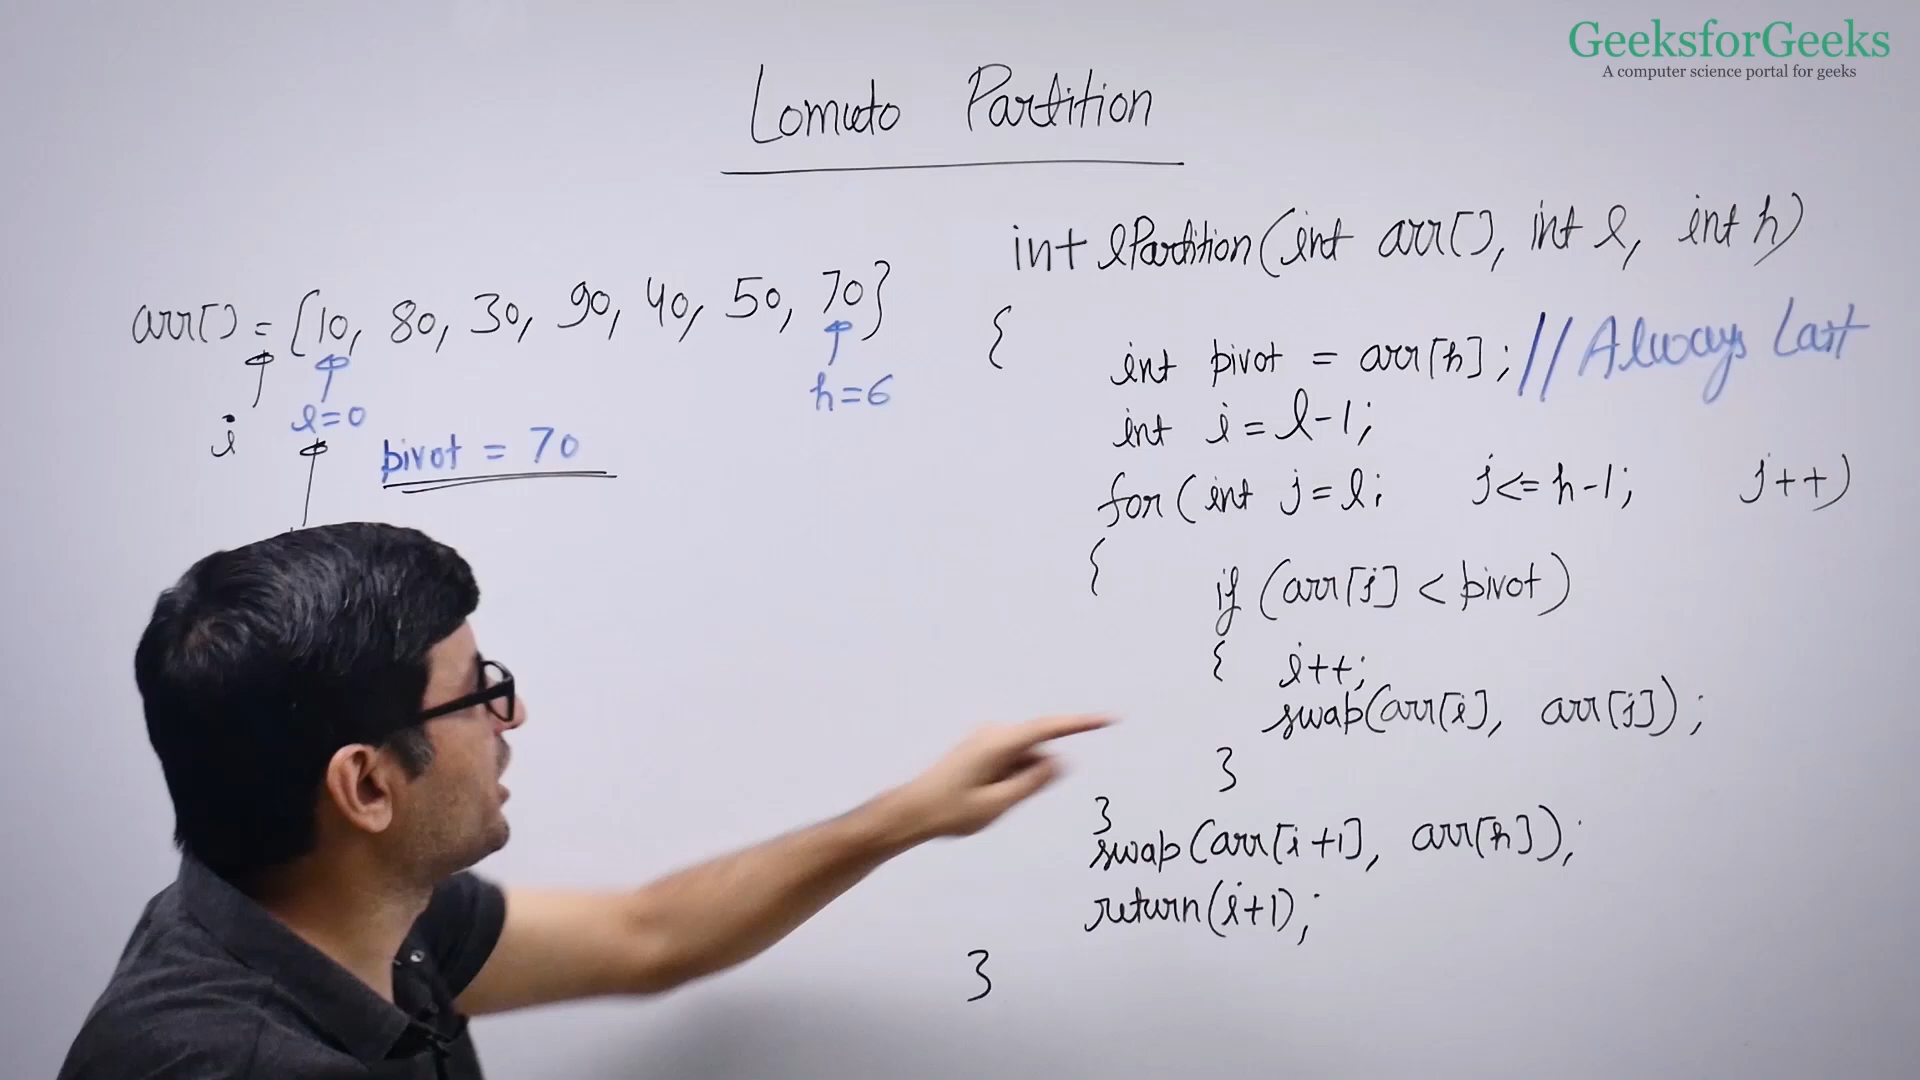 GeeksforGeeks
A computer science portal for geeks
Lomuto Partition
arr[] = {10, 80, 30, 90, 40, 50, 70}
i
l=0
h=6
pivot = 70
int lPartition(int arr[], int l, int h)
{
int pivot = arr[h]; // Always Last
int i = l-1;
for(int j=l; j<=h-1; j++)
{
if (arr[j] < pivot)
{ i++;
swap(arr[i], arr[j]);
}
}
swap(arr[i+1], arr[h]);
return(i+1);
}